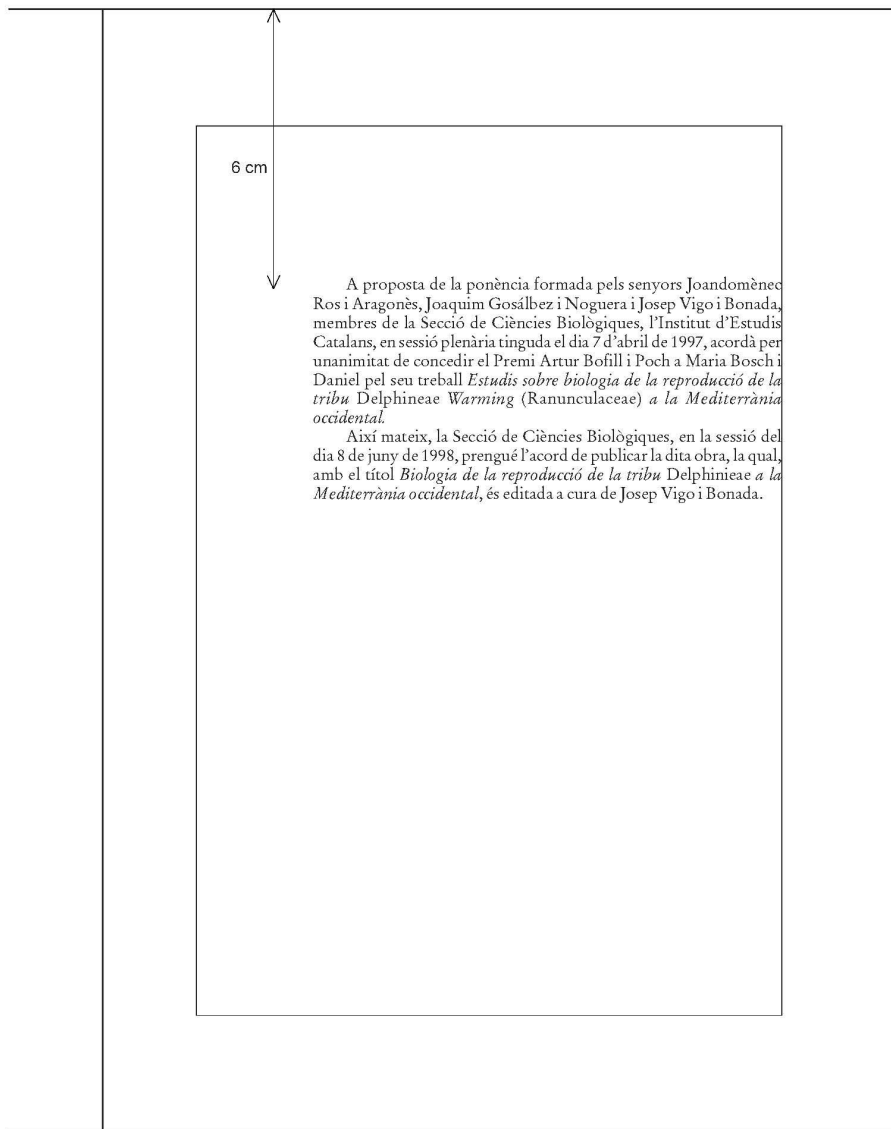 6 cm
A proposta de la ponència formada pels senyors Joandomènec
Ros i Aragonès, Joaquim Gosálbez i Noguera i Josep Vigo i Bonada,
membres de la Secció de Ciències Biològiques, l’Institut d’Estudis
Catalans, en sessió plenària tinguda el dia 7 d’abril de 1997, acordà per
unanimitat de concedir el Premi Artur Bofill i Poch a Maria Bosch i
Daniel pel seu treball Estudis sobre biologia de la reproducció de la
tribu Delphineae Warming (Ranunculaceae) a la Mediterrània
occidental.
Així mateix, la Secció de Ciències Biològiques, en la sessió del
dia 8 de juny de 1998, prengué l’acord de publicar la dita obra, la qual,
amb el títol Biologia de la reproducció de la tribu Delphinieae a la
Mediterrània occidental, és editada a cura de Josep Vigo i Bonada.